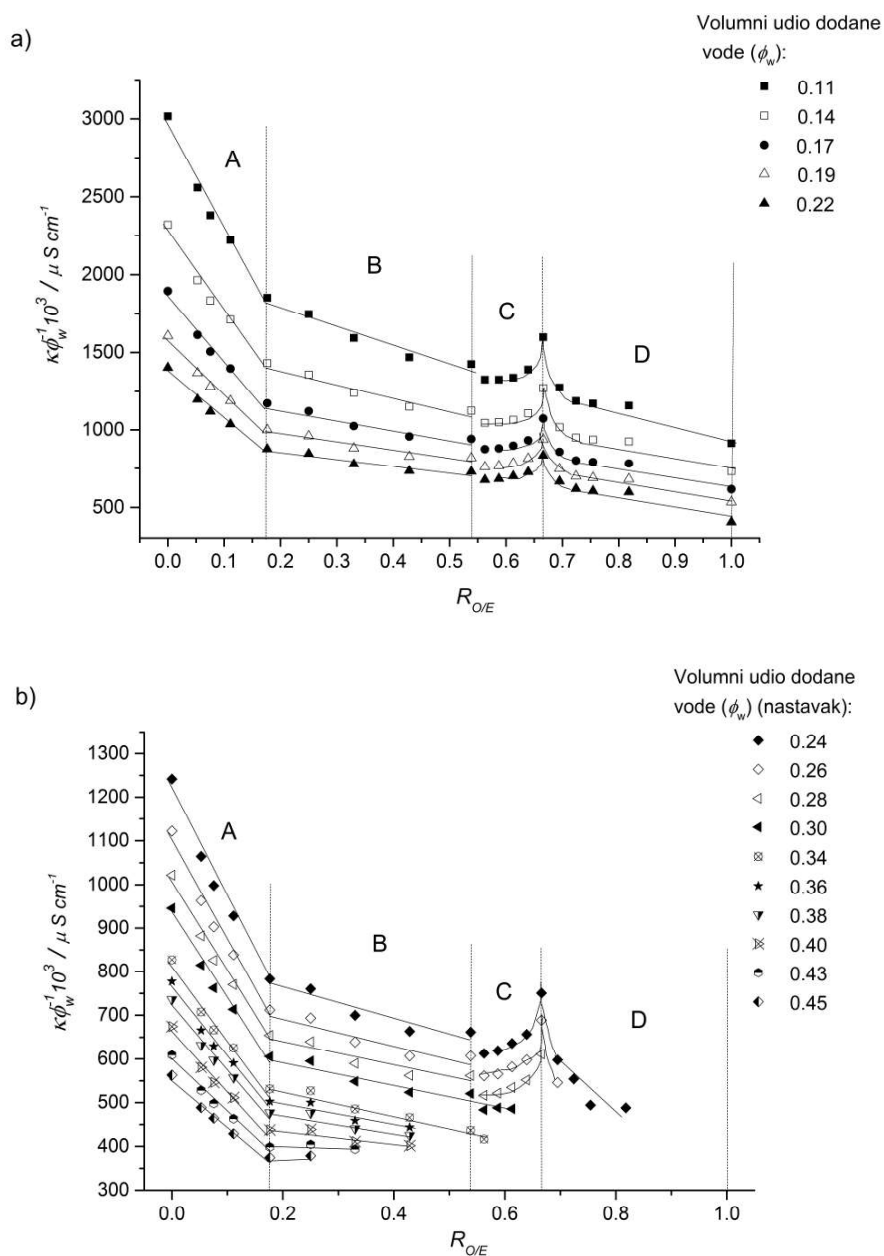 a)
Volumni udio dodane
vode (ϕw):
0.11
0.14
0.17
0.19
0.22
κϕw⁻¹10³ / μ S cm⁻¹
3000
2500
2000
1500
1000
500
A
B
C
D
0.0 0.1 0.2 0.3 0.4 0.5 0.6 0.7 0.8 0.9 1.0
R O/E
b)
Volumni udio dodane
vode (ϕw) (nastavak):
0.24
0.26
0.28
0.30
0.34
0.36
0.38
0.40
0.43
0.45
κϕw⁻¹10³ / μ S cm⁻¹
1300
1200
1100
1000
900
800
700
600
500
400
300
A
B
C
D
0.0 0.2 0.4 0.6 0.8 1.0
R O/E